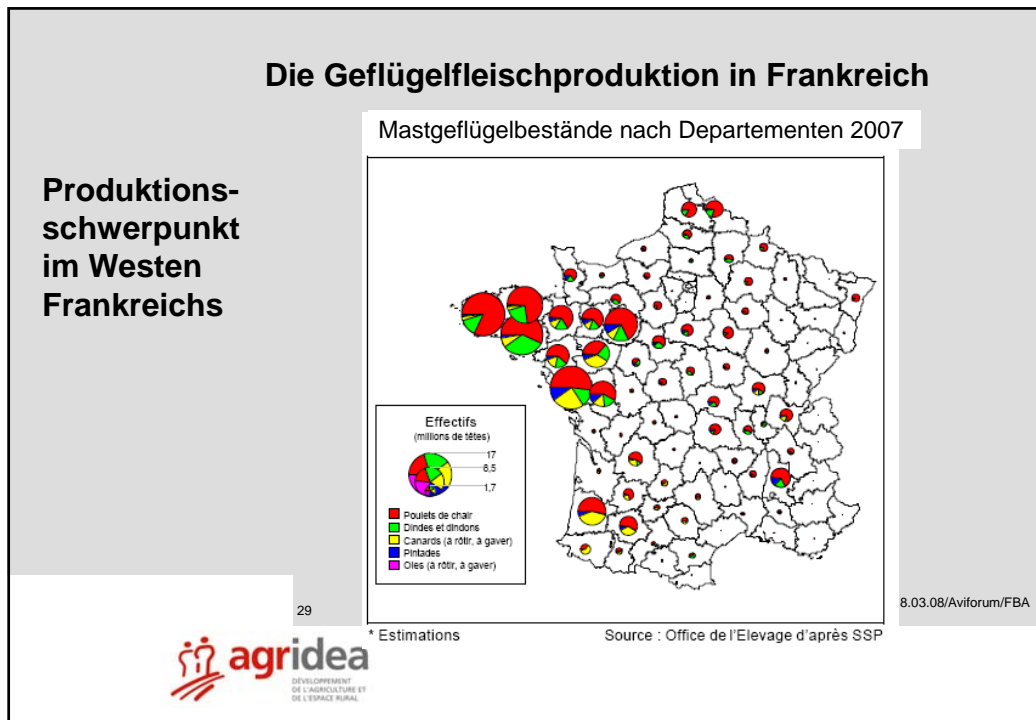 Die Geflügelfleischproduktion in Frankreich
Mastgeflügelbestände nach Departementen 2007
Produktions-
schwerpunkt
im Westen
Frankreichs
Effectifs
(millions de têtes)
17
8,5
1,7
Poulets de chair
Dindes et dindons
Canards (à rôtir, à gaver)
Pintades
Oies (à rôtir, à gaver)
29
8.03.08/Aviforum/FBA
* Estimations
Source : Office de l'Elevage d'après SSP
agridea
DÉVELOPPEMENT
DE L'AGRICULTURE ET
DE L'ESPACE RURAL